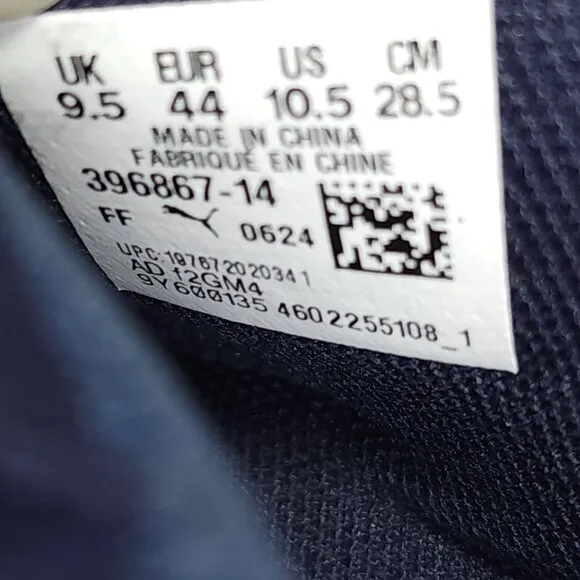 UK EUR US CM
9.5 44 10.5 28.5
MADE IN CHINA
FABRIQUÉ EN CHINE
396867-14
FF 0624
UPC:197672020341
AD f2GM4
9Y600135 4602255108_1